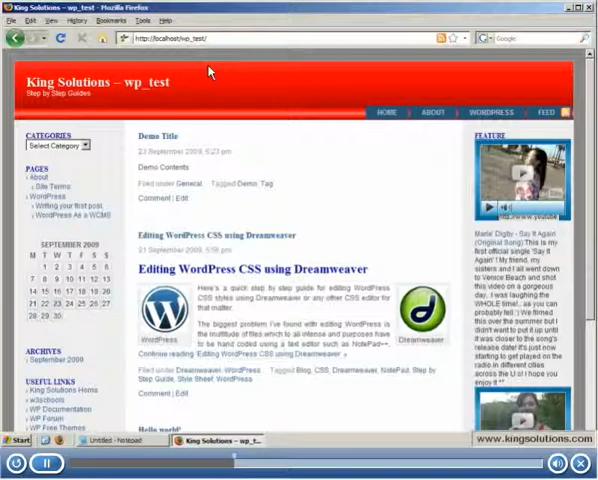 King Solutions – wp_test - Mozilla Firefox
File Edit View History Bookmarks Tools Help
http://localhost/wp_test/
Google
King Solutions – wp_test
Step by Step Guides
HOME ABOUT WORDPRESS FEED
CATEGORIES
Select Category
PAGES
About
Site Terms
WordPress
Writing your first post
WordPress As a WCMS
SEPTEMBER 2009
M T W T F S S
1 2 3 4 5 6
7 8 9 10 11 12 13
14 15 16 17 18 19 20
21 22 23 24 25 26 27
28 29 30
ARCHIVES
September 2009
USEFUL LINKS
King Solutions Home
w3schools
WP Documentation
WP Forum
WP Free Themes
Demo Title
23 September 2009, 6:23 pm
Demo Contents
Filed under General. Tagged Demo, Tag
Comment | Edit
Editing WordPress CSS using Dreamweaver
21 September 2009, 5:56 pm
Editing WordPress CSS using Dreamweaver
Here's a quick step by step guide for editing WordPress
CSS styles using Dreamweaver or any other CSS editor for
that matter.
The biggest problem I've found with editing WordPress is
the multitude of files which to all intense and purposes have
to be hand coded using a text editor such as NotePad++.
WordPress
Dreamweaver
Continue reading Editing WordPress CSS using Dreamweaver »
Filed under Dreamweaver, WordPress Tagged Blog, CSS, Dreamweaver, NotePad, Step by
Step Guide, Style Sheet, WordPress
Comment | Edit
Hello world!
FEATURE
http://www.youtube
Marie' Digby - Say It Again
(Original Song) This is my
first official single 'Say It
Again' ! My friend, my
sisters and I all went down
to Venice Beach and shot
this video on a gorgeous
day. I was laughing the
WHOLE time!.. as you can
probably tell :) We filmed
this over the summer but I
didn't want to put it up until
it was closer to the song's
release date! It's just now
starting to get played on the
radio in different cities
across the U.S! I hope you
enjoy it **
Start
Untitled - Notepad
King Solutions – wp_t...
www.kingsolutions.com